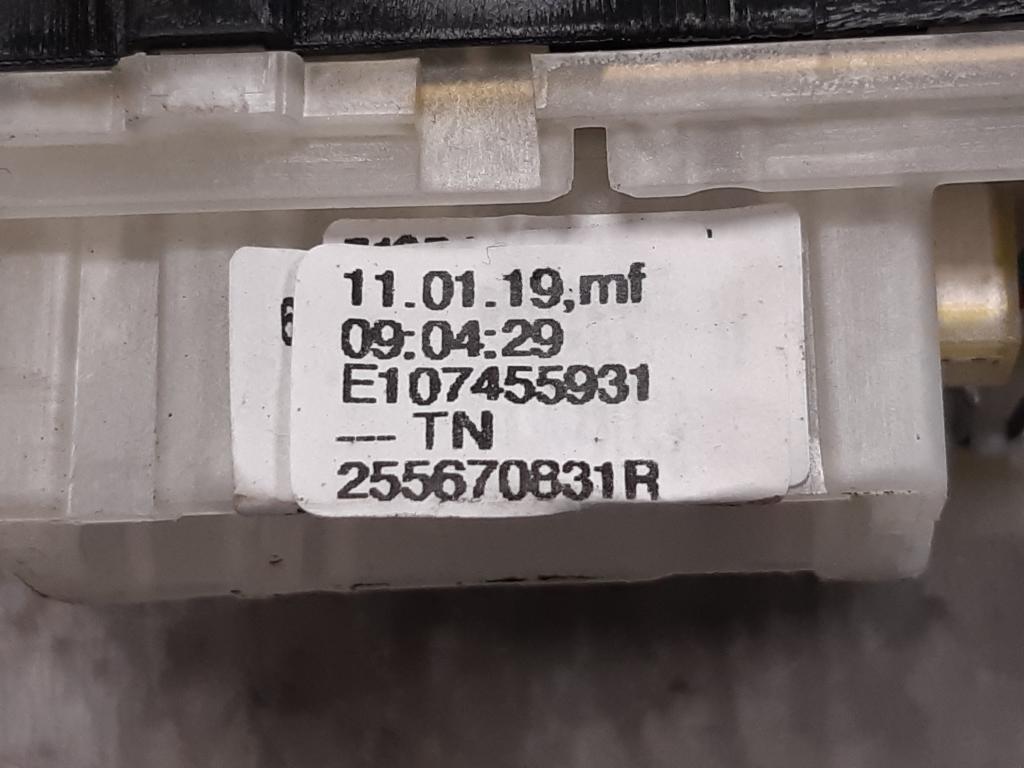 11.01.19,mf
09:04:29
E107455931
--- TN
255670831R